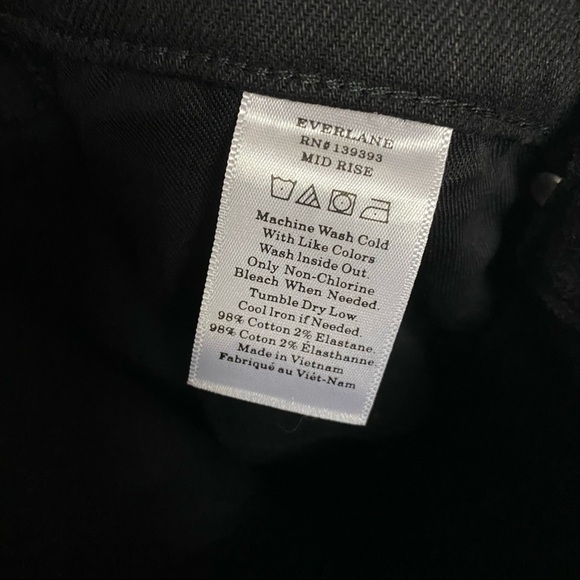 EVERLANE
RN# 139393
MID RISE
Machine Wash Cold
With Like Colors
Wash Inside Out.
Only Non-Chlorine
Bleach When Needed.
Tumble Dry Low.
Cool Iron if Needed.
98% Cotton 2% Elastane.
98% Coton 2% Élasthanne.
Made in Vietnam
Fabriqué au Viêt-Nam